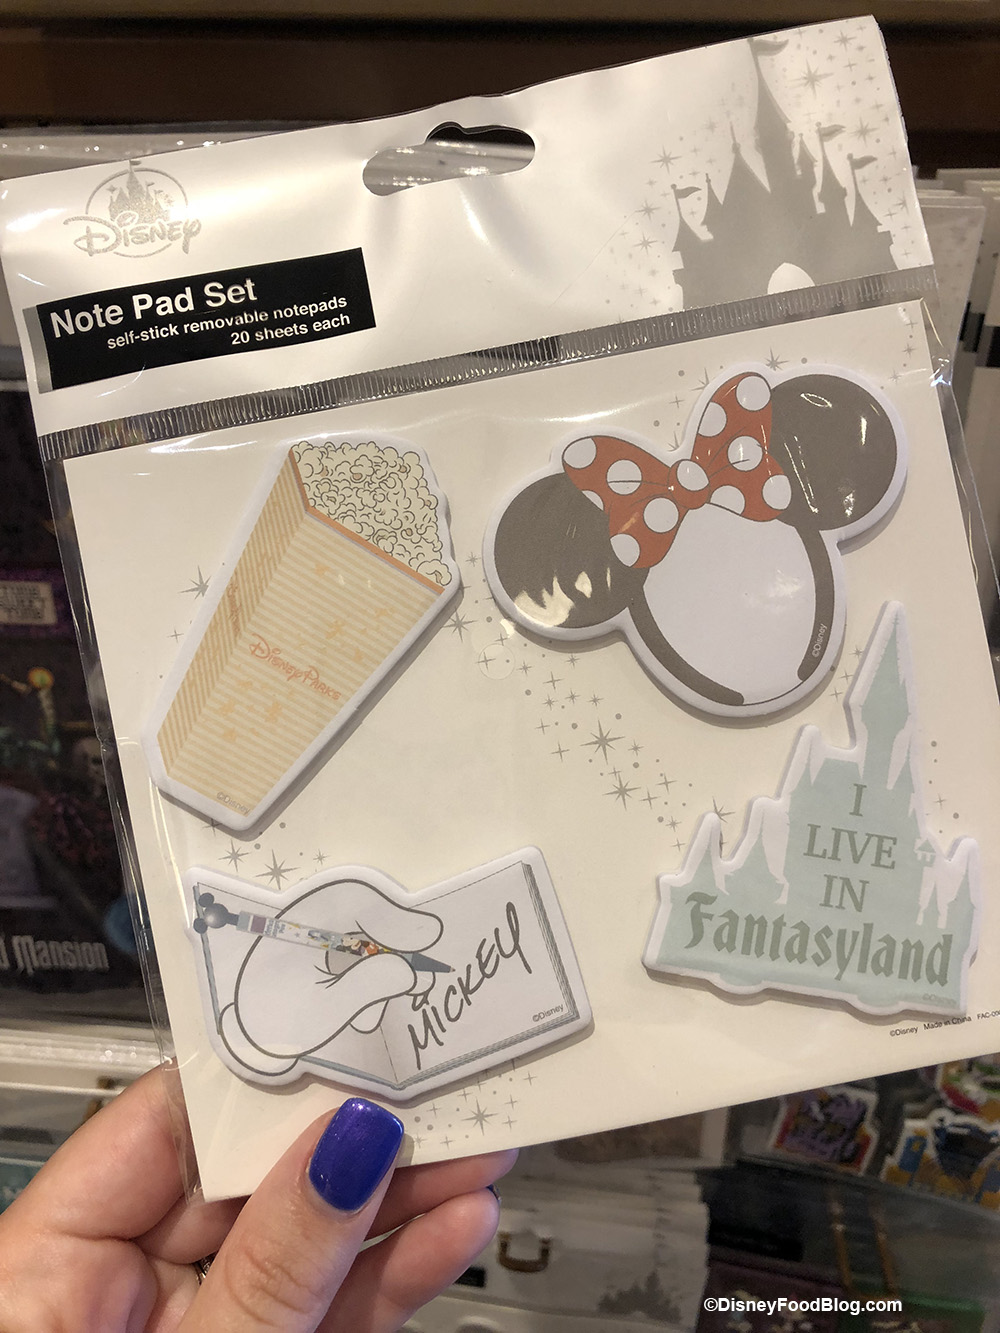 Disney
Note Pad Set
self-stick removable notepads
20 sheets each
Disney Parks
©Disney
©Disney
I
LIVE
IN
Fantasyland
©Disney
MICKEY
©Disney
©Disney Made in China
Mansion
©DisneyFoodBlog.com